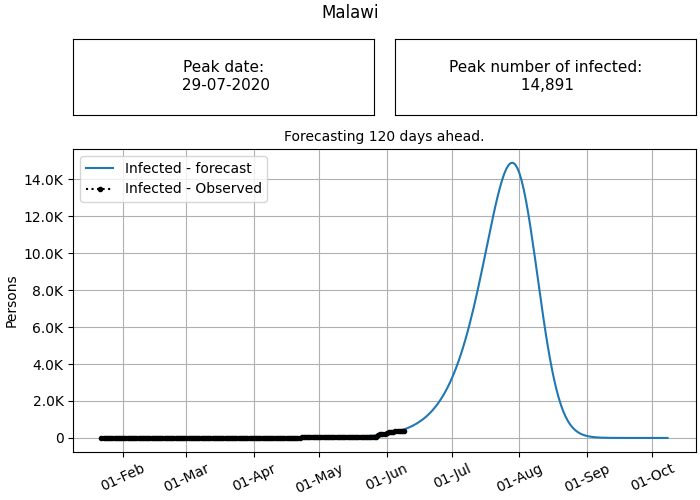 Malawi
Peak date:
29-07-2020
Peak number of infected:
14,891
Forecasting 120 days ahead.
Infected - forecast
Infected - Observed
Persons
14.0K
12.0K
10.0K
8.0K
6.0K
4.0K
2.0K
0
01-Feb
01-Mar
01-Apr
01-May
01-Jun
01-Jul
01-Aug
01-Sep
01-Oct